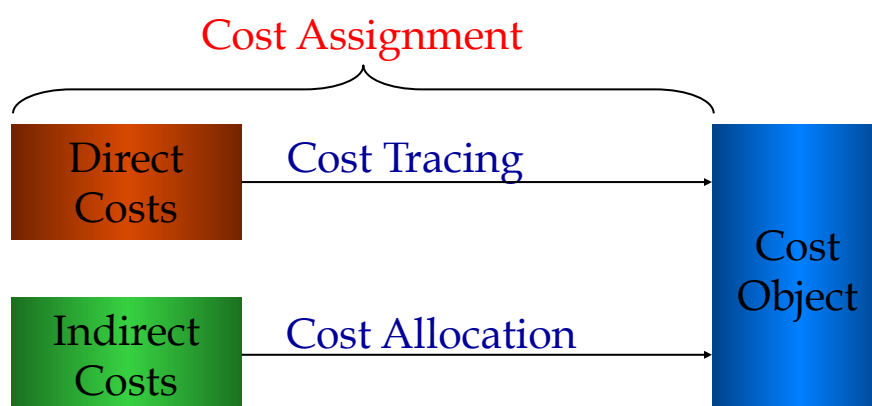 Cost Assignment
Direct
Costs
Cost Tracing
Cost
Object
Indirect
Costs
Cost Allocation